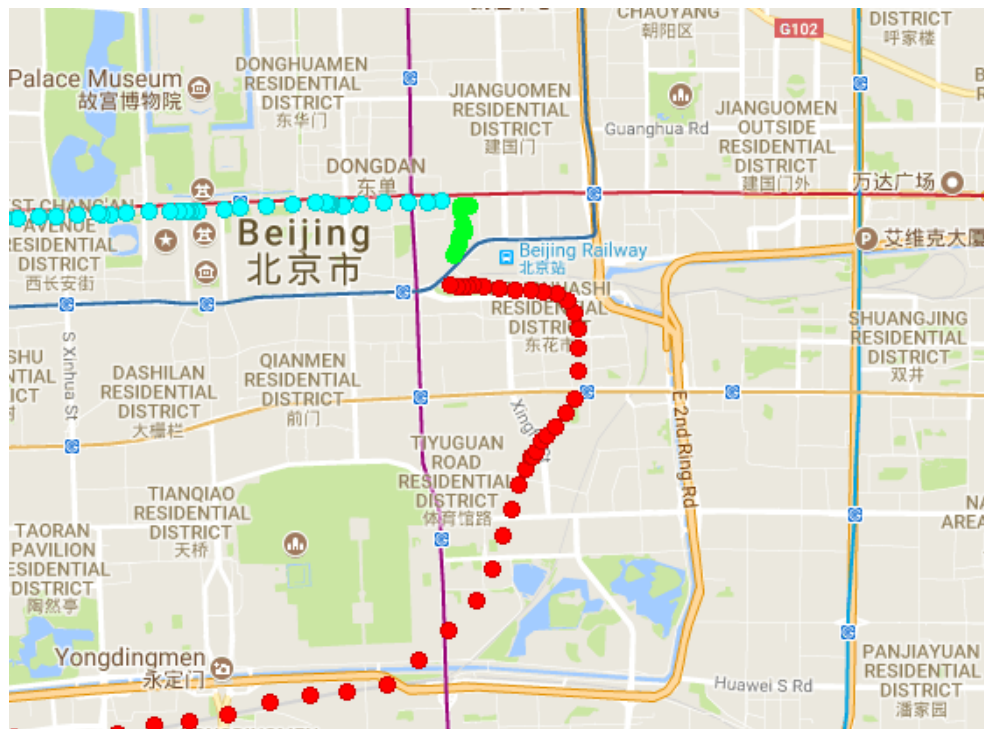 CHAOYANG
朝阳区
G102
DISTRICT
呼家楼
Palace Museum
故宫博物院
DONGHUAMEN
RESIDENTIAL
DISTRICT
东华门
JIANGUOMEN
RESIDENTIAL
DISTRICT
建国门
Guanghua Rd
JIANGUOMEN
OUTSIDE
RESIDENTIAL
DISTRICT
建国门外
DONGDAN
东单
万达广场
ST CHANG'AN
AVENUE
RESIDENTIAL
DISTRICT
西长安街
Beijing
北京市
Beijing Railway
北京站
P
艾维克大厦
RESIDENTIAL
DISTRICT
东花市
SHUANGJING
RESIDENTIAL
DISTRICT
双井
S Xinhua St
DASHILAN
RESIDENTIAL
DISTRICT
大栅栏
QIANMEN
RESIDENTIAL
DISTRICT
前门
E 2nd Ring Rd
TIYUGUAN
ROAD
RESIDENTIAL
DISTRICT
体育馆路
TIANQIAO
RESIDENTIAL
DISTRICT
天桥
TAORAN
PAVILION
RESIDENTIAL
DISTRICT
陶然亭
AREA
Yongdingmen
永定门
Huawei S Rd
PANJIAYUAN
RESIDENTIAL
DISTRICT
潘家园